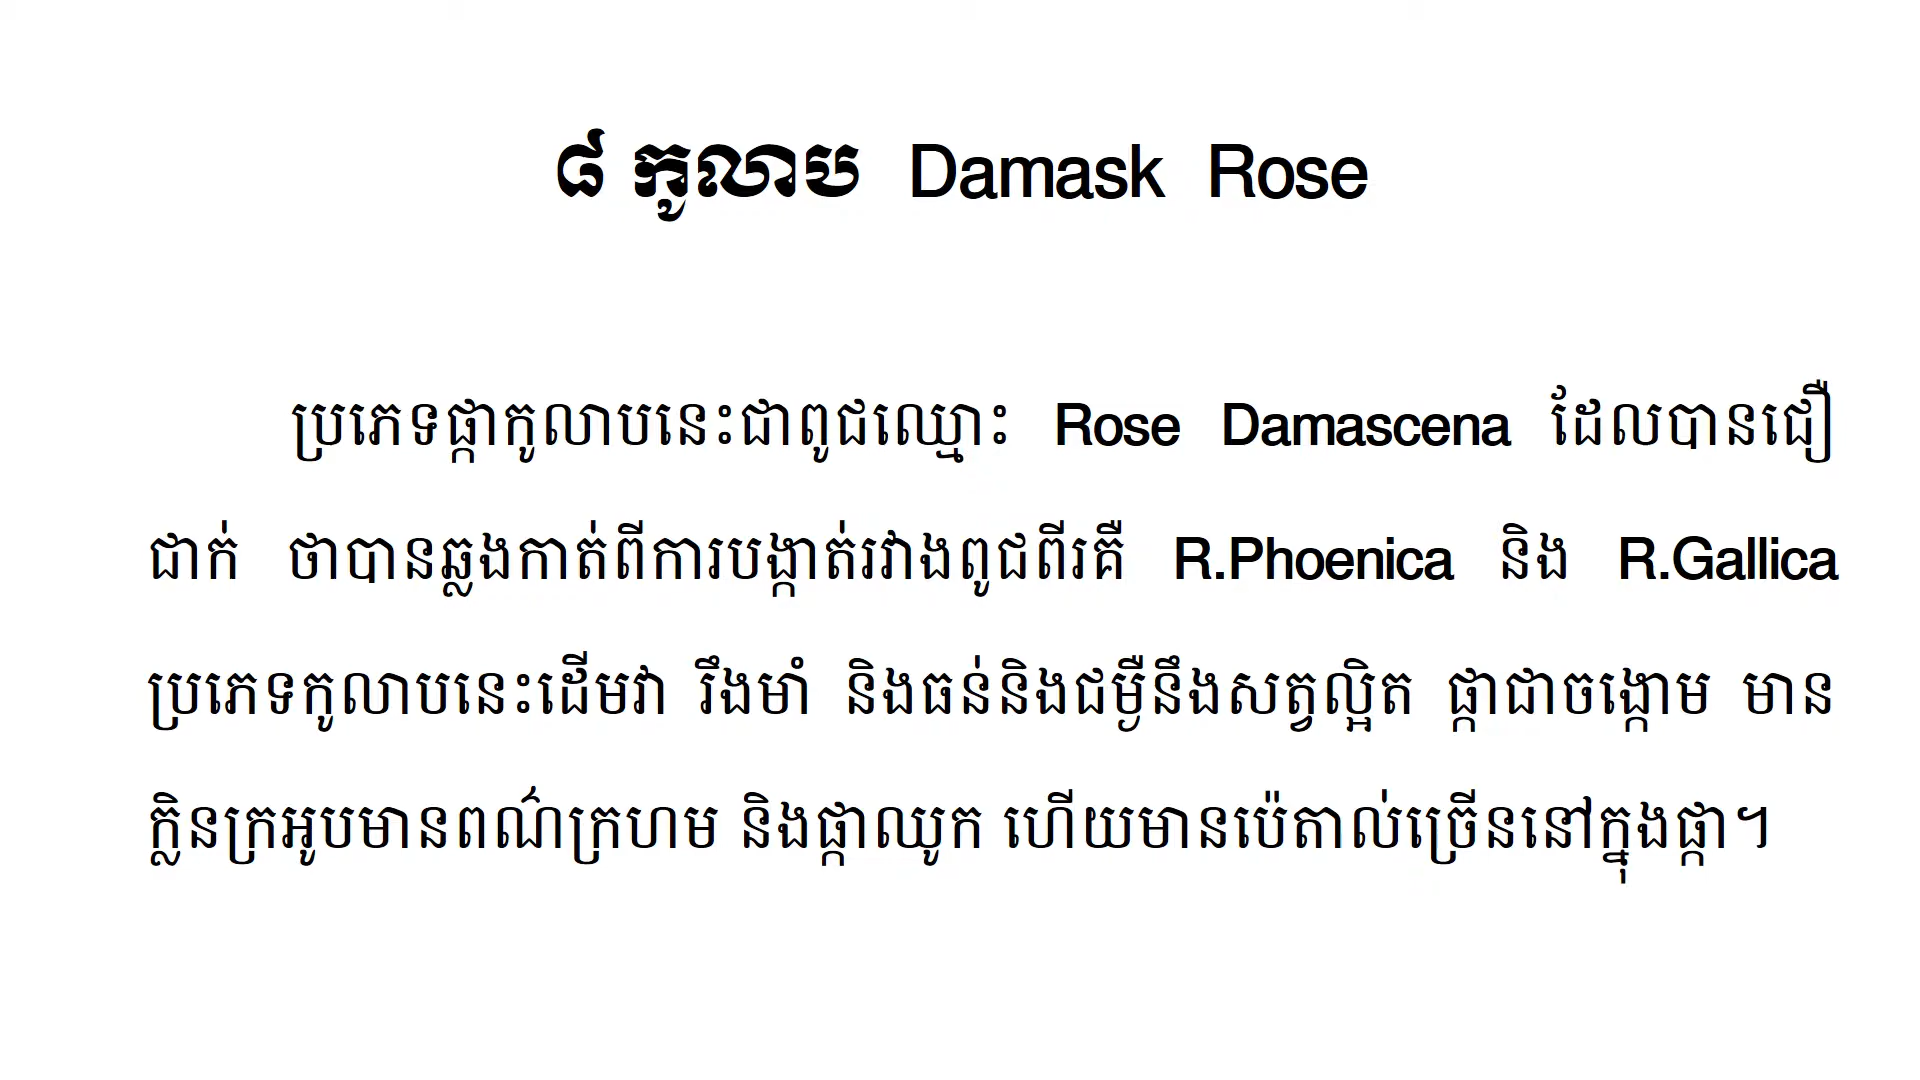 ៨ កូលាប Damask Rose
ប្រភេទផ្កាកូលាបនេះជាពូជឈ្មោះ Rose Damascena ដែលបានជឿ
ជាក់ ថាបានឆ្លងកាត់ពីការបង្កាត់រវាងពូជពីរគឺ R.Phoenica និង R.Gallica
ប្រភេទកូលាបនេះដើមវា រឹងមាំ និងធន់និងជម្ងឺនឹងសត្វល្អិត ផ្កាជាចង្កោម មាន
ក្លិនក្រអូបមានពណ៌ក្រហម និងផ្កាឈូក ហើយមានប៉េតាល់ច្រើននៅក្នុងផ្កា។